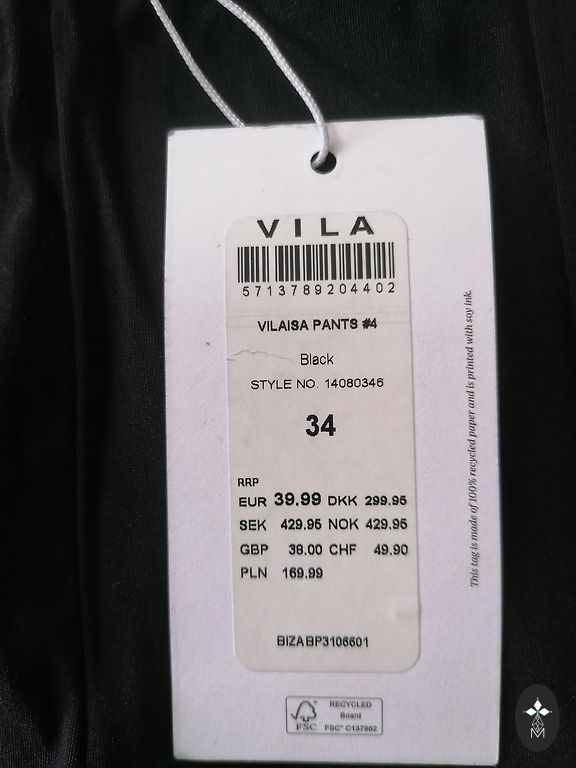 VILA
5713789204402
VILAISA PANTS #4
Black
STYLE NO. 14080346
34
RRP
EUR 39.99 DKK 299.95
SEK 429.95 NOK 429.95
GBP 38.00 CHF 49.90
PLN 169.99
BIZABP3106601
This tag is made of 100% recycled paper and is printed with soy ink.
FSC
RECYCLED
Board
FSC® C137962
M